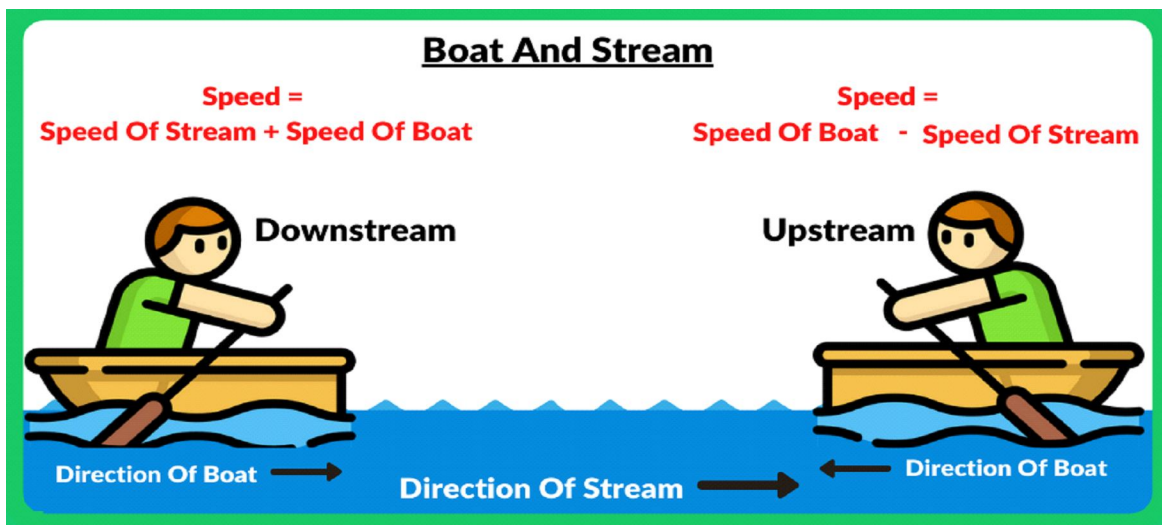 Boat And Stream
Speed =
Speed Of Stream + Speed Of Boat
Speed =
Speed Of Boat - Speed Of Stream
Downstream
Upstream
Direction Of Boat
Direction Of Stream
Direction Of Boat